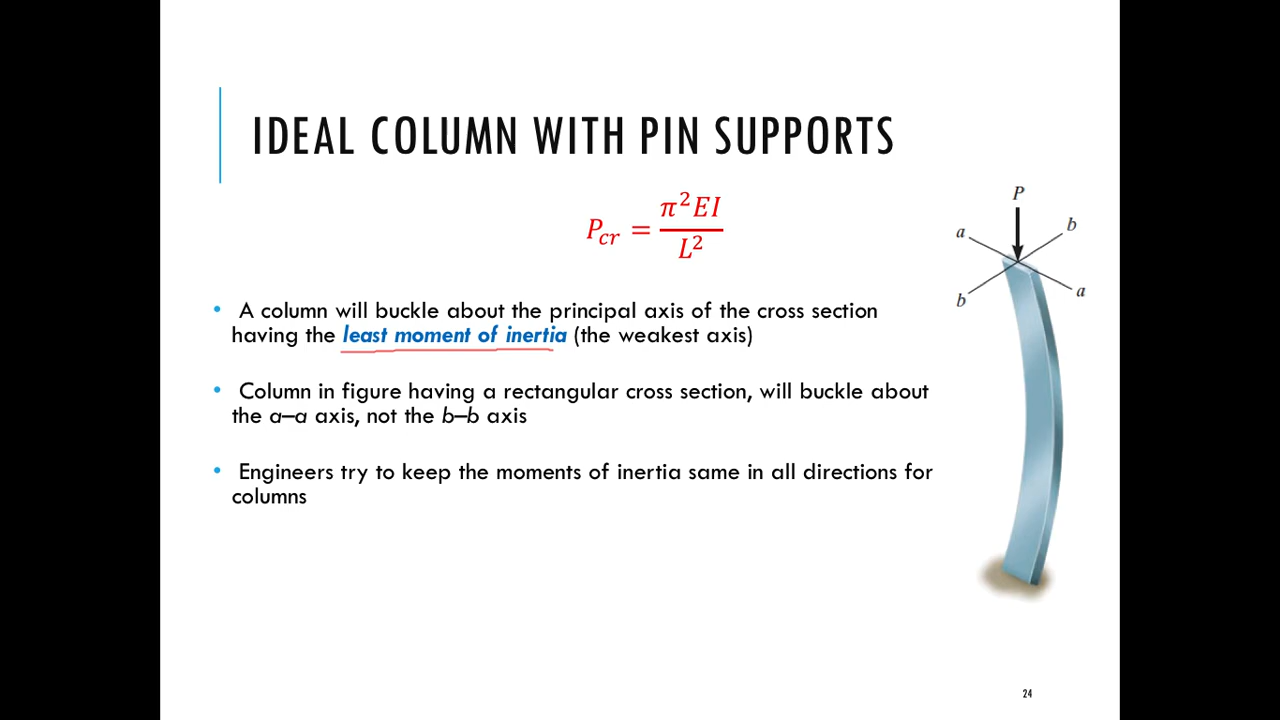 IDEAL COLUMN WITH PIN SUPPORTS
P_cr = π²EI / L²
• A column will buckle about the principal axis of the cross section
having the least moment of inertia (the weakest axis)
• Column in figure having a rectangular cross section, will buckle about
the a–a axis, not the b–b axis
• Engineers try to keep the moments of inertia same in all directions for
columns
P
a
b
b
a
24